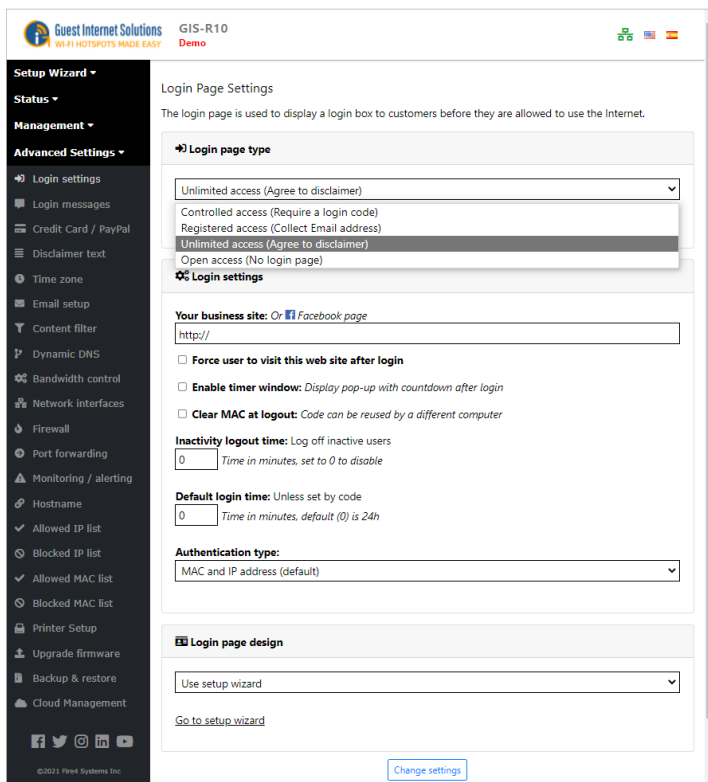 Guest Internet Solutions
WI-FI HOTSPOTS MADE EASY
GIS-R10
Demo
Setup Wizard
Status
Management
Advanced Settings
Login settings
Login messages
Credit Card / PayPal
Disclaimer text
Time zone
Email setup
Content filter
Dynamic DNS
Bandwidth control
Network interfaces
Firewall
Port forwarding
Monitoring / alerting
Hostname
Allowed IP list
Blocked IP list
Allowed MAC list
Blocked MAC list
Printer Setup
Upgrade firmware
Backup & restore
Cloud Management
©2021 Fire4 Systems Inc
Login Page Settings
The login page is used to display a login box to customers before they are allowed to use the Internet.
Login page type
Unlimited access (Agree to disclaimer)
Controlled access (Require a login code)
Registered access (Collect Email address)
Unlimited access (Agree to disclaimer)
Open access (No login page)
Login settings
Your business site: Or Facebook page
http://
Force user to visit this web site after login
Enable timer window: Display pop-up with countdown after login
Clear MAC at logout: Code can be reused by a different computer
Inactivity logout time: Log off inactive users
0 Time in minutes, set to 0 to disable
Default login time: Unless set by code
0 Time in minutes, default (0) is 24h
Authentication type:
MAC and IP address (default)
Login page design
Use setup wizard
Go to setup wizard
Change settings